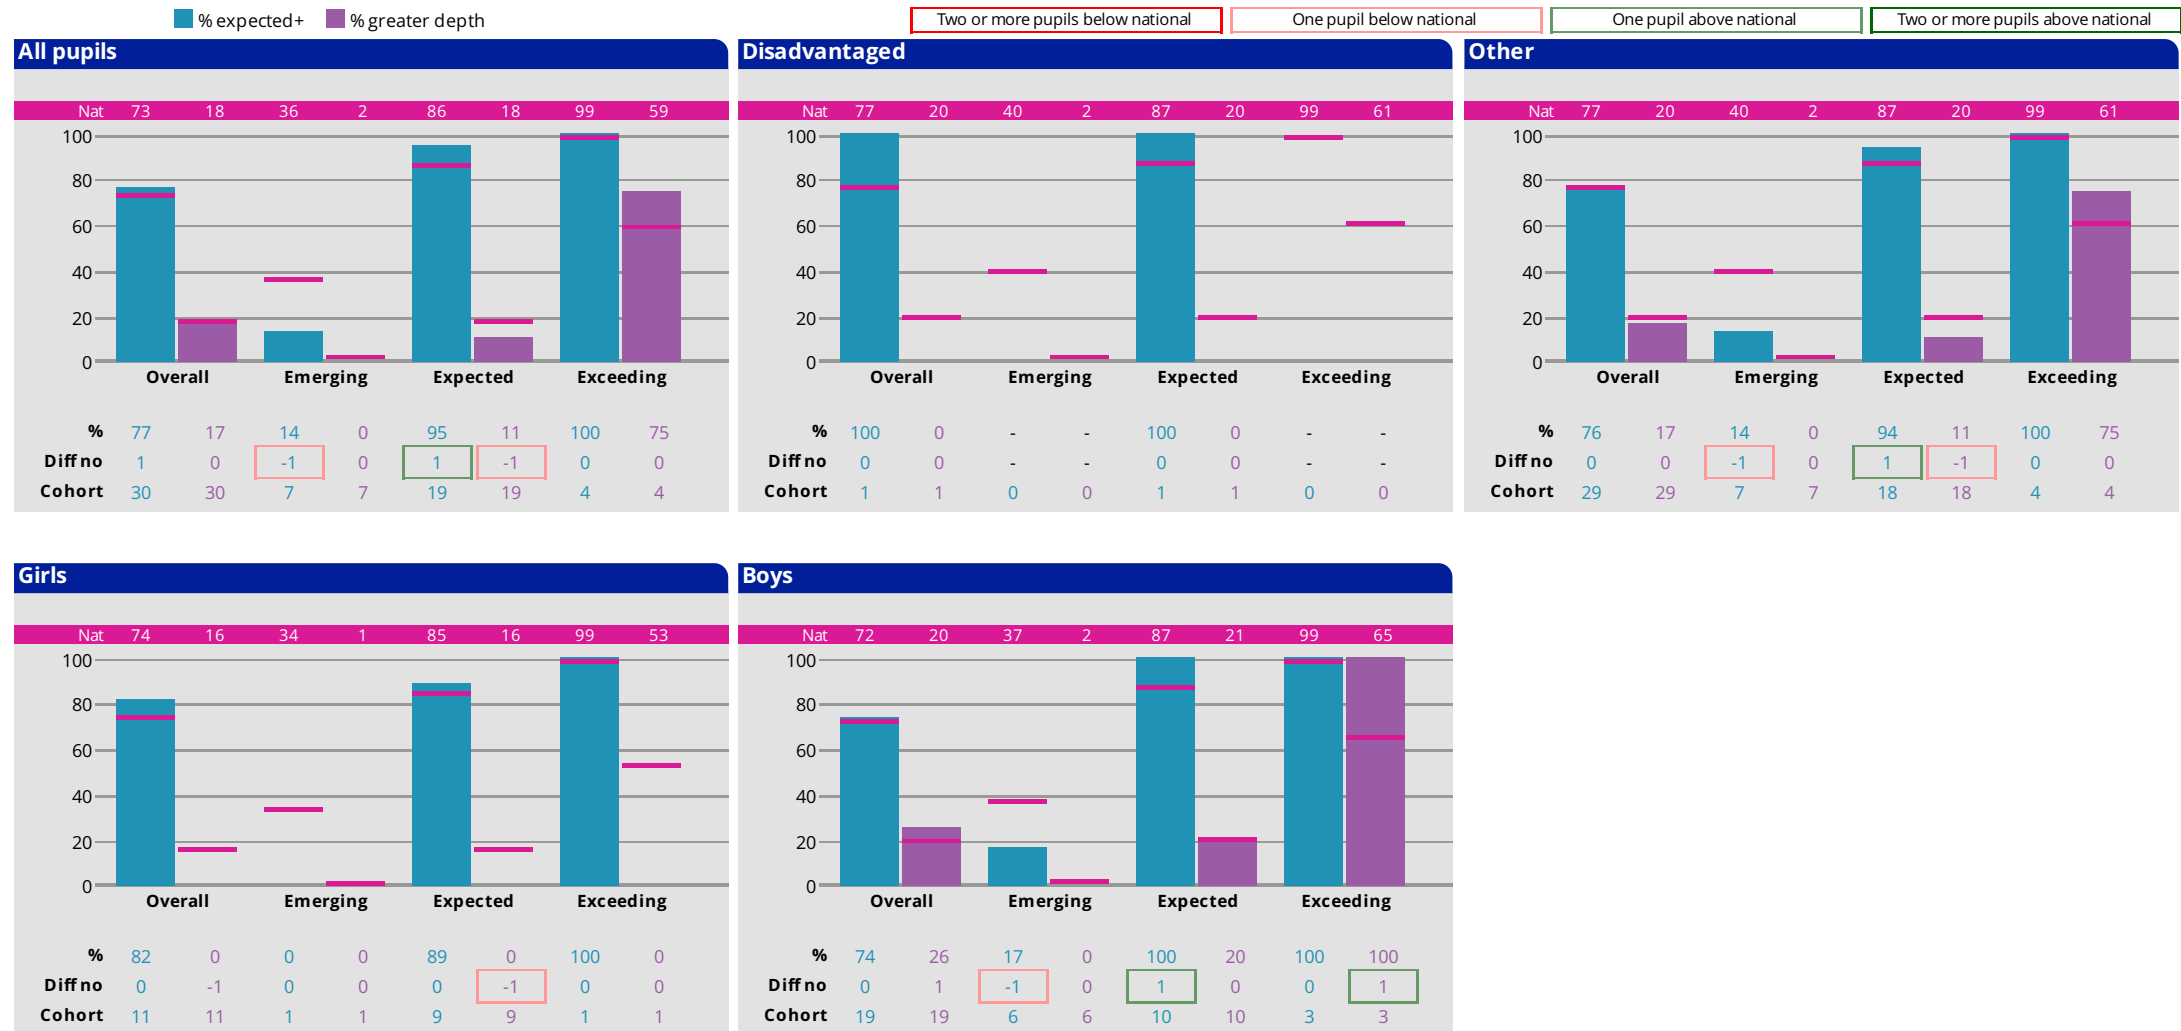 % expected+ % greater depth Two or more pupils below national One pupil below national One pupil above national Two or more pupils above national
All pupils
Nat 73 18 36 2 86 18 99 59
100
80
60
40
20
0
Overall Emerging Expected Exceeding
% 77 17 14 0 95 11 100 75
Diff no 1 0 -1 0 1 -1 0 0
Cohort 30 30 7 7 19 19 4 4
Disadvantaged
Nat 77 20 40 2 87 20 99 61
100
80
60
40
20
0
Overall Emerging Expected Exceeding
% 100 0 - - 100 0 - -
Diff no 0 0 - - 0 0 - -
Cohort 1 1 0 0 1 1 0 0
Other
Nat 77 20 40 2 87 20 99 61
100
80
60
40
20
0
Overall Emerging Expected Exceeding
% 76 17 14 0 94 11 100 75
Diff no 0 0 -1 0 1 -1 0 0
Cohort 29 29 7 7 18 18 4 4
Girls
Nat 74 16 34 1 85 16 99 53
100
80
60
40
20
0
Overall Emerging Expected Exceeding
% 82 0 0 0 89 0 100 0
Diff no 0 -1 0 0 0 -1 0 0
Cohort 11 11 1 1 9 9 1 1
Boys
Nat 72 20 37 2 87 21 99 65
100
80
60
40
20
0
Overall Emerging Expected Exceeding
% 74 26 17 0 100 20 100 100
Diff no 0 1 -1 0 1 0 0 1
Cohort 19 19 6 6 10 10 3 3